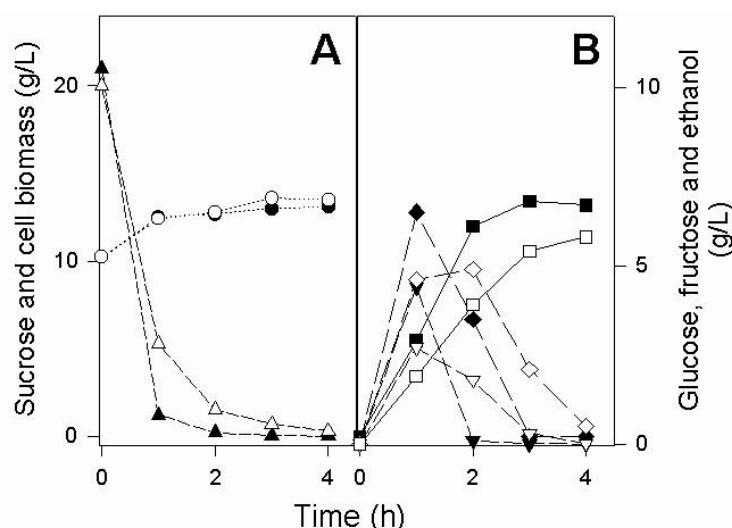 A
B
Sucrose and cell biomass (g/L)
20
10
0
10
5
0
Glucose, fructose and ethanol
(g/L)
0 2 4 0 2 4
Time (h)